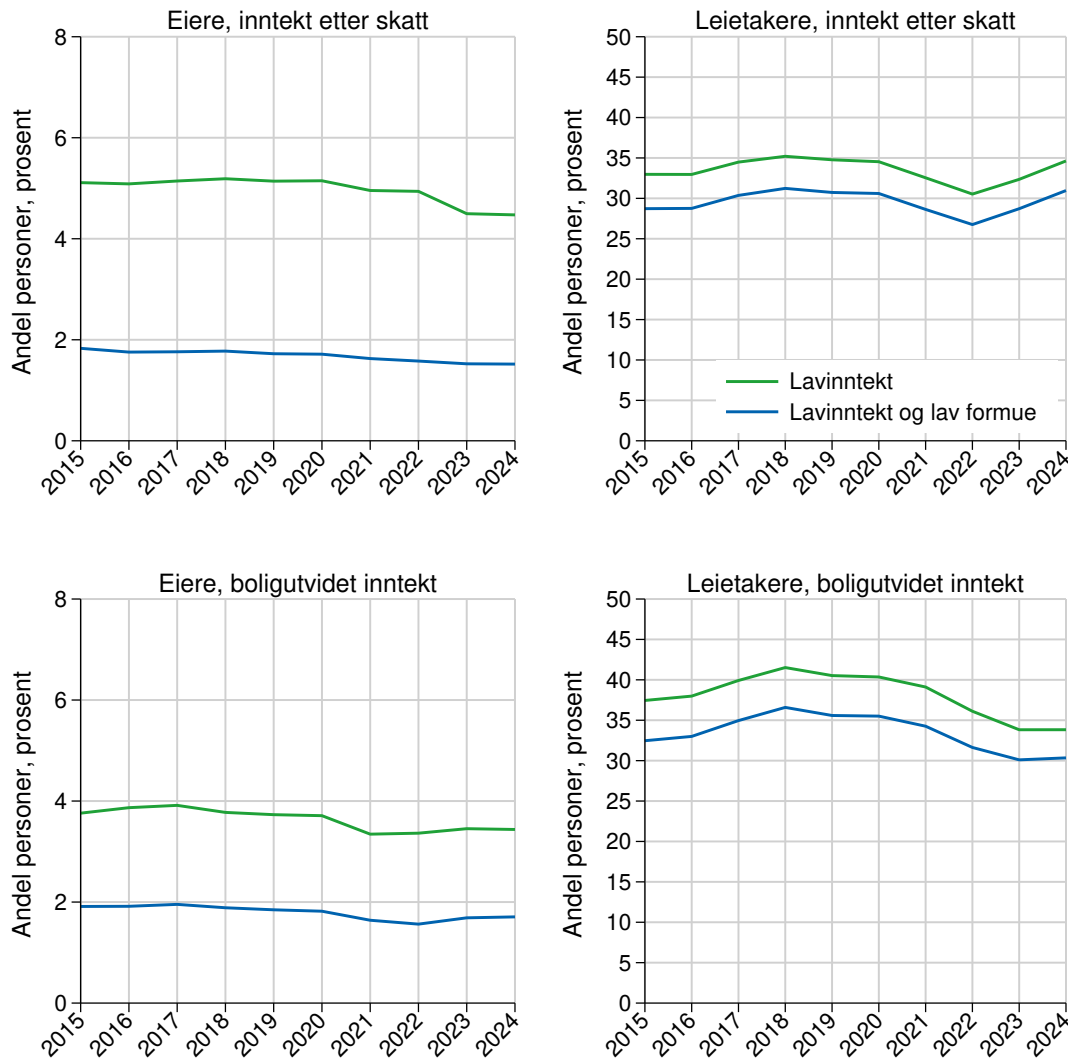 Eiere, inntekt etter skatt
Andel personer, prosent
8
6
4
2
0
2015 2016 2017 2018 2019 2020 2021 2022 2023 2024
Leietakere, inntekt etter skatt
Andel personer, prosent
50
45
40
35
30
25
20
15
10
5
0
Lavinntekt
Lavinntekt og lav formue
2015 2016 2017 2018 2019 2020 2021 2022 2023 2024
Eiere, boligutvidet inntekt
Andel personer, prosent
8
6
4
2
0
2015 2016 2017 2018 2019 2020 2021 2022 2023 2024
Leietakere, boligutvidet inntekt
Andel personer, prosent
50
45
40
35
30
25
20
15
10
5
0
2015 2016 2017 2018 2019 2020 2021 2022 2023 2024